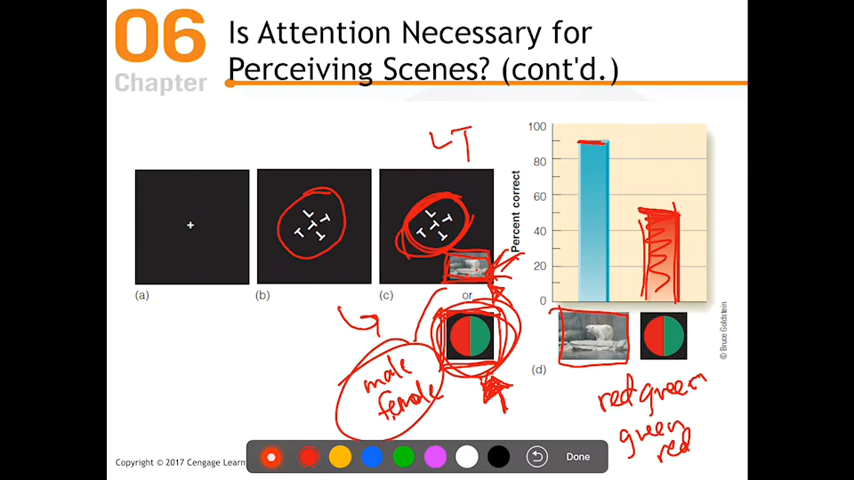 06
Chapter
Is Attention Necessary for
Perceiving Scenes? (cont'd.)
L T
L
T
T
T
T
L
T
T
T
T
(a)
(b)
(c)
or
male
female
Percent correct
100
80
60
40
20
0
(d)
© Bruce Goldstein
red green
green
red
Copyright © 2017 Cengage Learn
Done